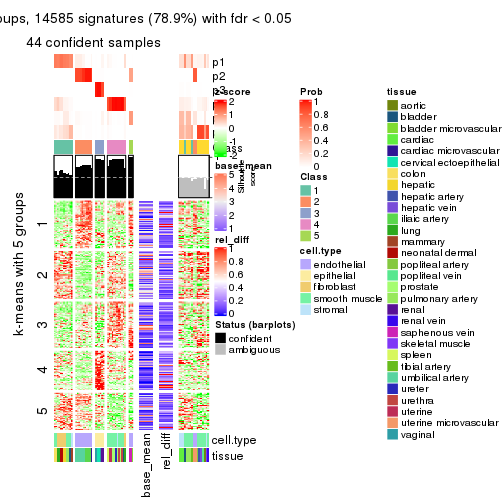 oups, 14585 signatures (78.9%) with fdr < 0.05
44 confident samples
p1
p2
z-score
2
1
0
-1
-2
base_mean
5
4
3
2
rel_diff
1
0.8
0.6
0.4
0.2
0
Status (barplots)
confident
ambiguous
Silhouette
score
Prob
1
0.8
0.6
0.4
0.2
0
Class
1
2
3
4
5
cell.type
endothelial
epithelial
fibroblast
smooth muscle
stromal
tissue
aortic
bladder
bladder microvascular
cardiac
cardiac microvascular
cervical ectoepithelial
colon
hepatic
hepatic artery
hepatic vein
iliac artery
lung
mammary
neonatal dermal
popliteal artery
popliteal vein
prostate
pulmonary artery
renal
renal vein
saphenous vein
skeletal muscle
spleen
tibial artery
umbilical artery
ureter
urethra
uterine
uterine microvascular
vaginal
k-means with 5 groups
1
2
3
4
5
cell.type
tissue
base_mean
rel_diff